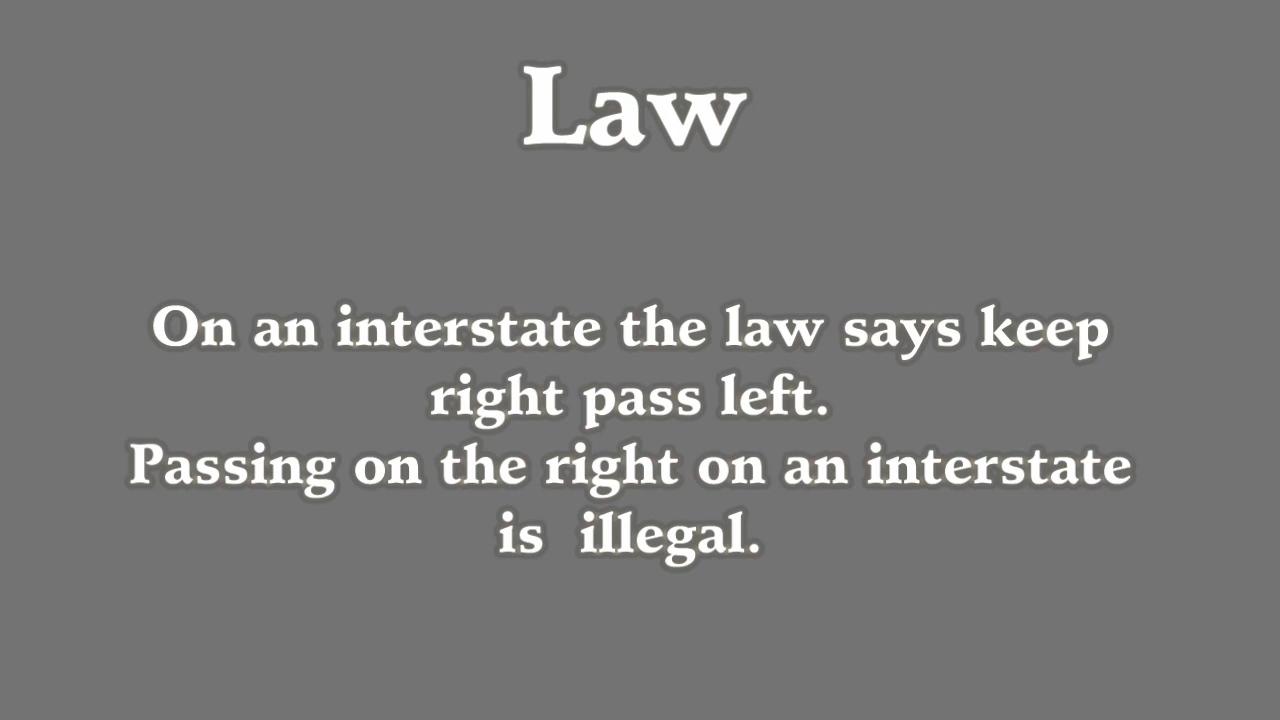 Law
On an interstate the law says keep
right pass left.
Passing on the right on an interstate
is  illegal.